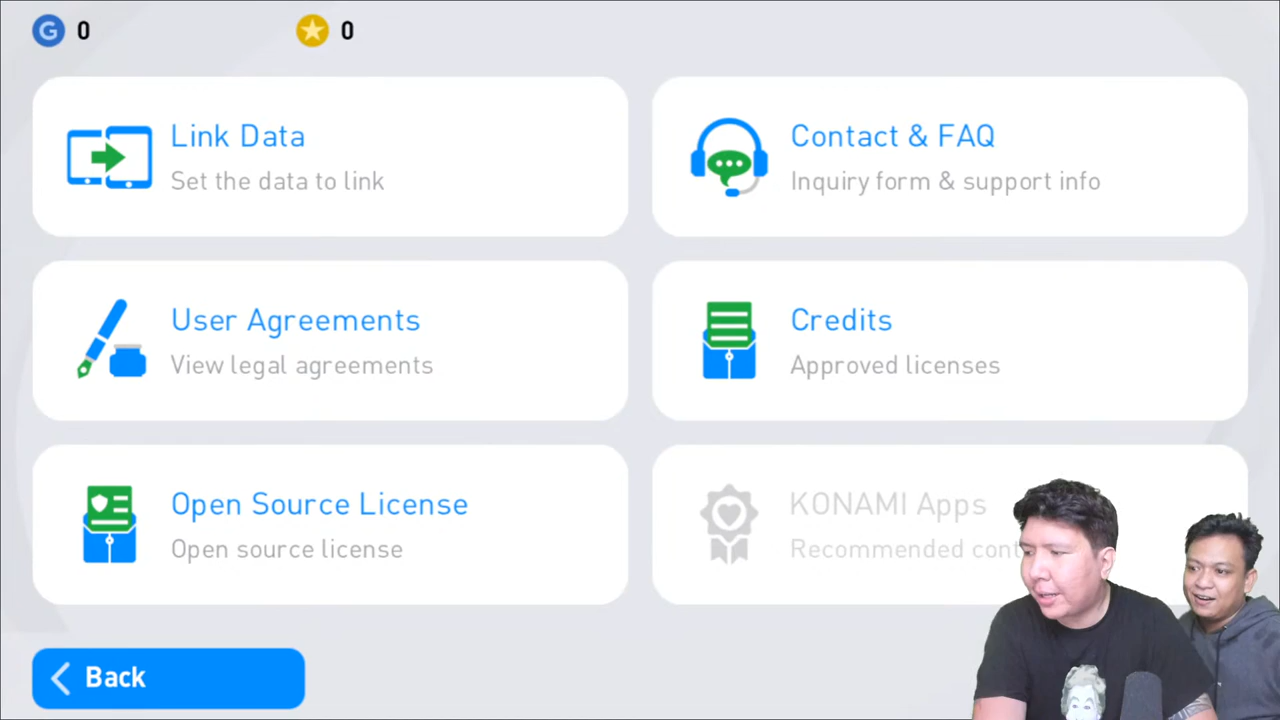 G 0
0
Link Data
Set the data to link
Contact & FAQ
Inquiry form & support info
User Agreements
View legal agreements
Credits
Approved licenses
Open Source License
Open source license
KONAMI Apps
Recommended
Back